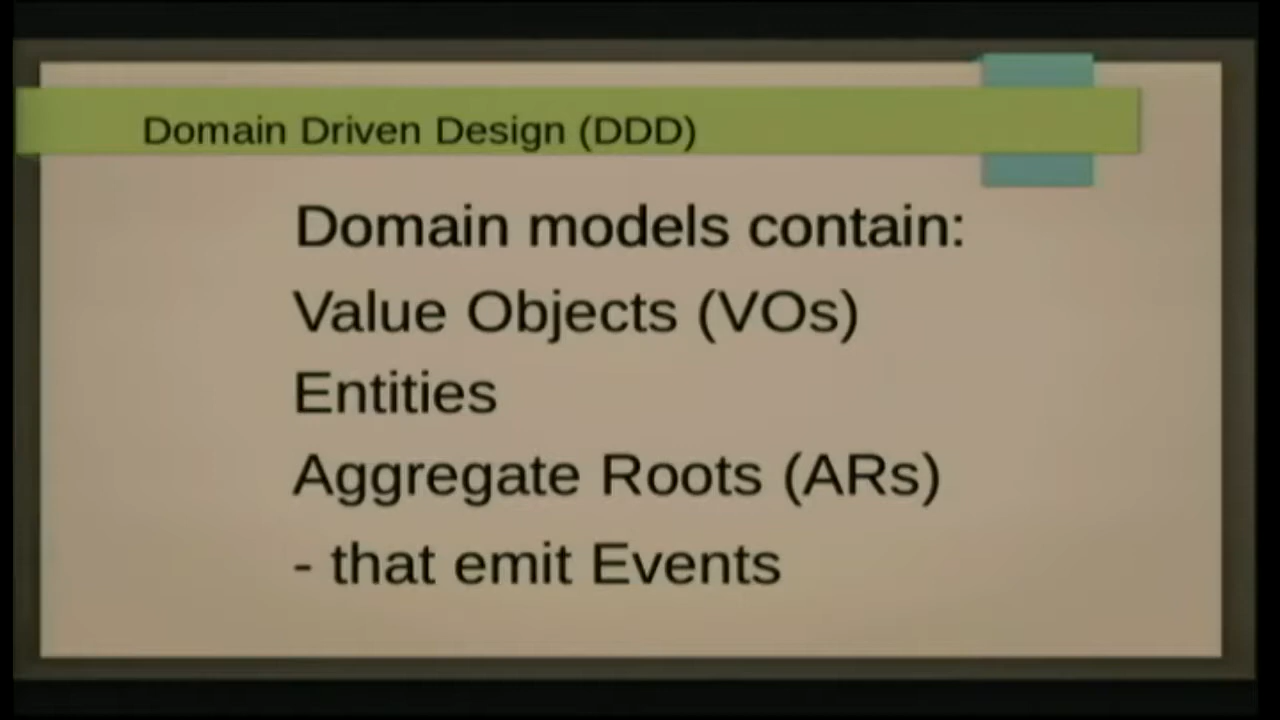 Domain Driven Design (DDD)
Domain models contain:
Value Objects (VOs)
Entities
Aggregate Roots (ARs)
- that emit Events